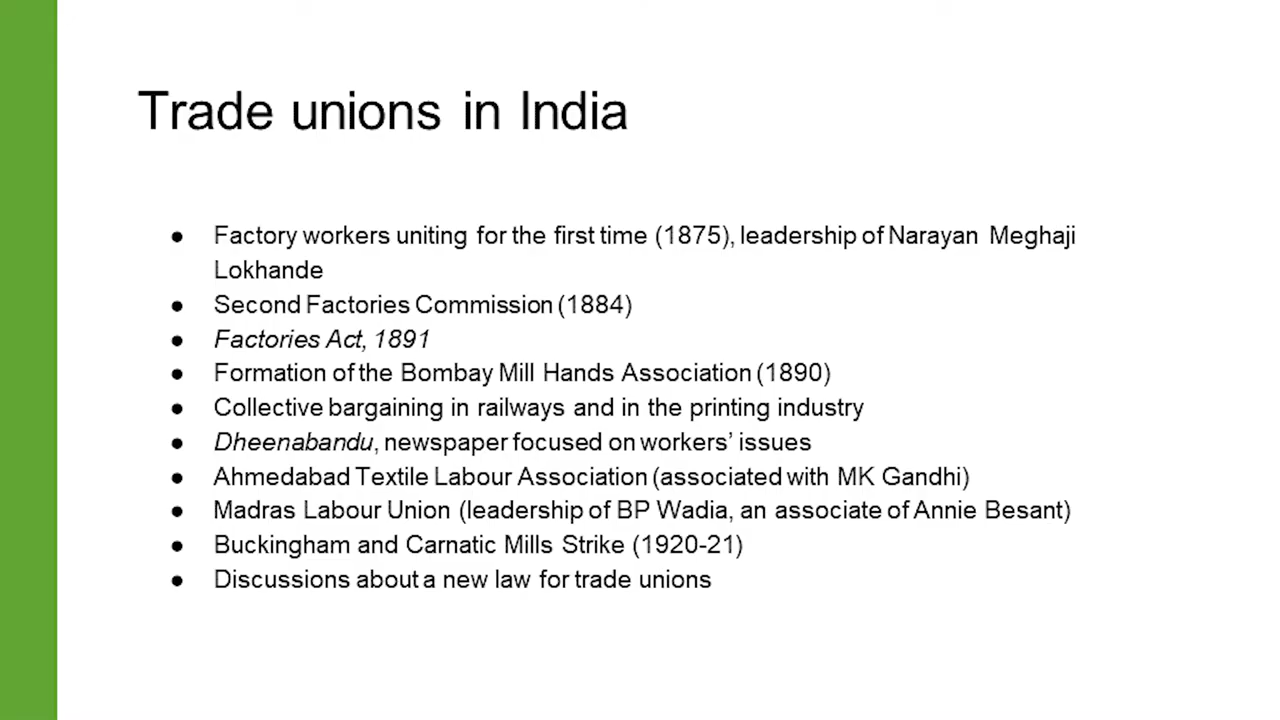 Trade unions in India
● Factory workers uniting for the first time (1875), leadership of Narayan Meghaji
Lokhande
● Second Factories Commission (1884)
● Factories Act, 1891
● Formation of the Bombay Mill Hands Association (1890)
● Collective bargaining in railways and in the printing industry
● Dheenabandu, newspaper focused on workers’ issues
● Ahmedabad Textile Labour Association (associated with MK Gandhi)
● Madras Labour Union (leadership of BP Wadia, an associate of Annie Besant)
● Buckingham and Carnatic Mills Strike (1920-21)
● Discussions about a new law for trade unions